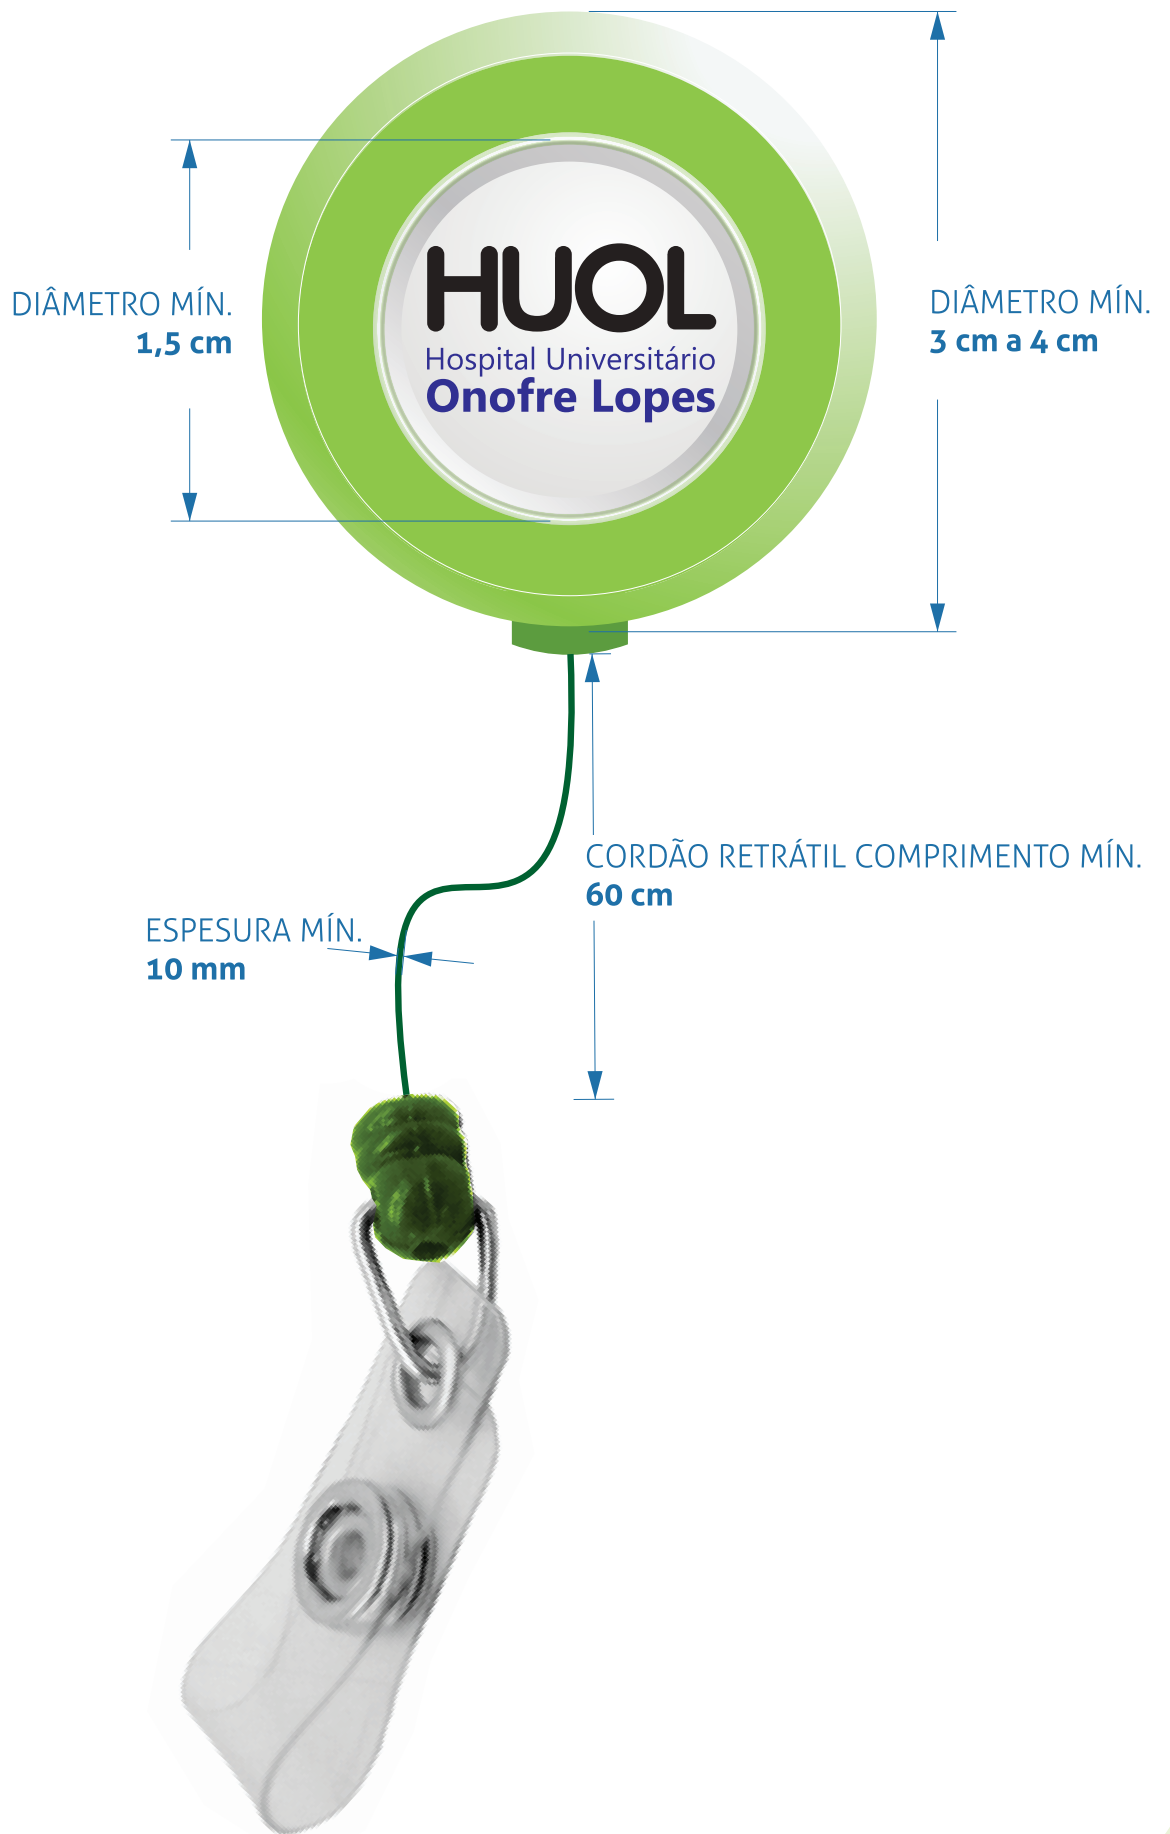 HUOL
Hospital Universitário
Onofre Lopes
DIÂMETRO MÍN.
1,5 cm
DIÂMETRO MÍN.
3 cm a 4 cm
CORDÃO RETRÁTIL COMPRIMENTO MÍN.
60 cm
ESPESURA MÍN.
10 mm